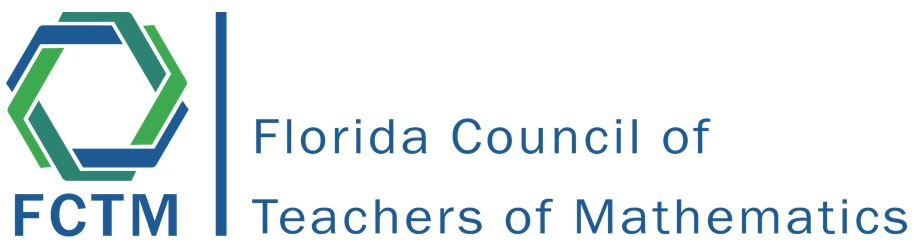 FCTM
Florida Council of
Teachers of Mathematics